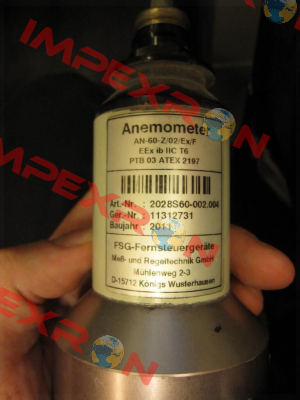 IMPEXRON
Anemometer
AN-60-Z/02/Ex/F
EEx ib IIC T6
PTB 03 ATEX 2197
Art.-Nr. : 2028S60-002.004
Ger.-Nr. : 11312731
Baujahr : 2011
FSG-Fernsteuergeräte
Meß- und Regeltechnik GmbH
Mühlenweg 2-3
D-15712 Königs Wusterhausen